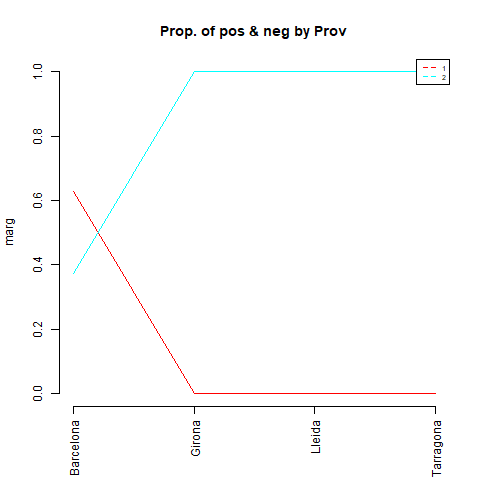 Prop. of pos & neg by Prov
1
2
marg
1.0
0.8
0.6
0.4
0.2
0.0
Barcelona
Girona
Lleida
Tarragona